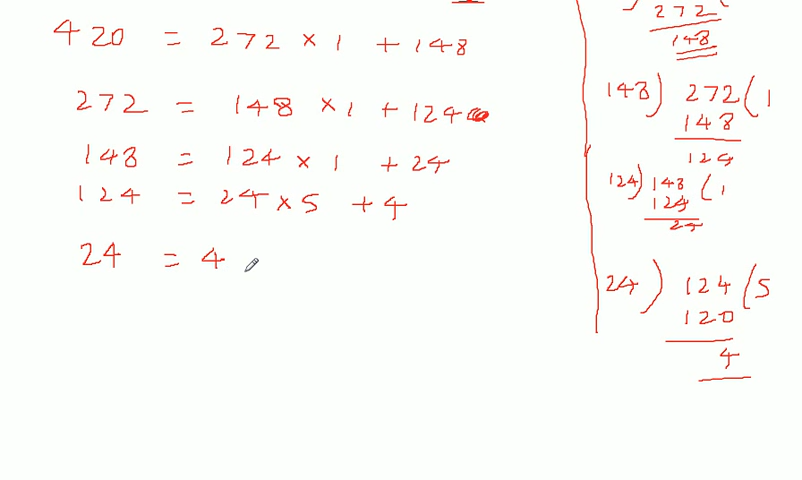 420 = 272 × 1 + 148
272 = 148 × 1 + 124
148 = 124 × 1 + 24
124 = 24 × 5 + 4
24 = 4
272
148
148) 272 (1
148
124
124) 148 (1
124
24
24) 124 (5
120
4